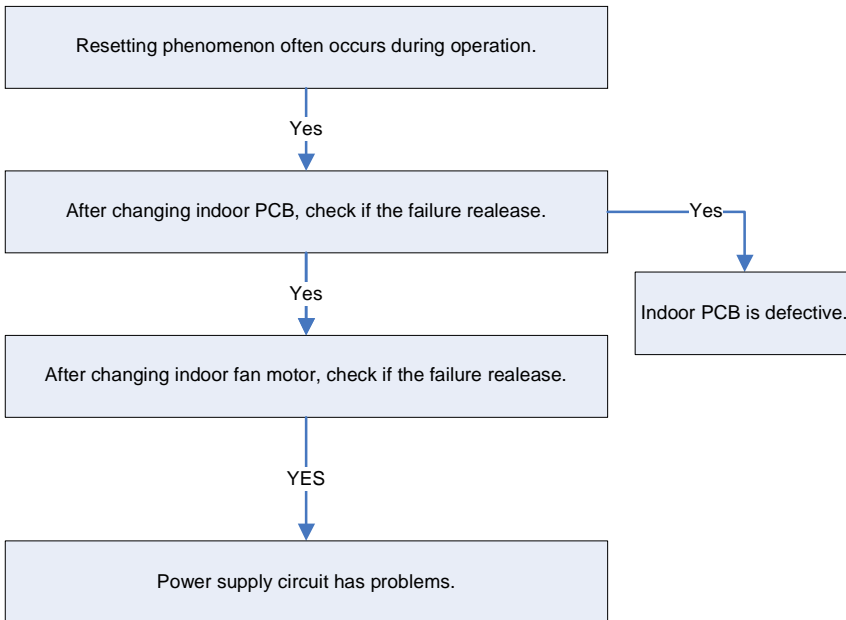 Resetting phenomenon often occurs during operation.
Yes
After changing indoor PCB, check if the failure realease.
Yes
Indoor PCB is defective.
Yes
After changing indoor fan motor, check if the failure realease.
YES
Power supply circuit has problems.